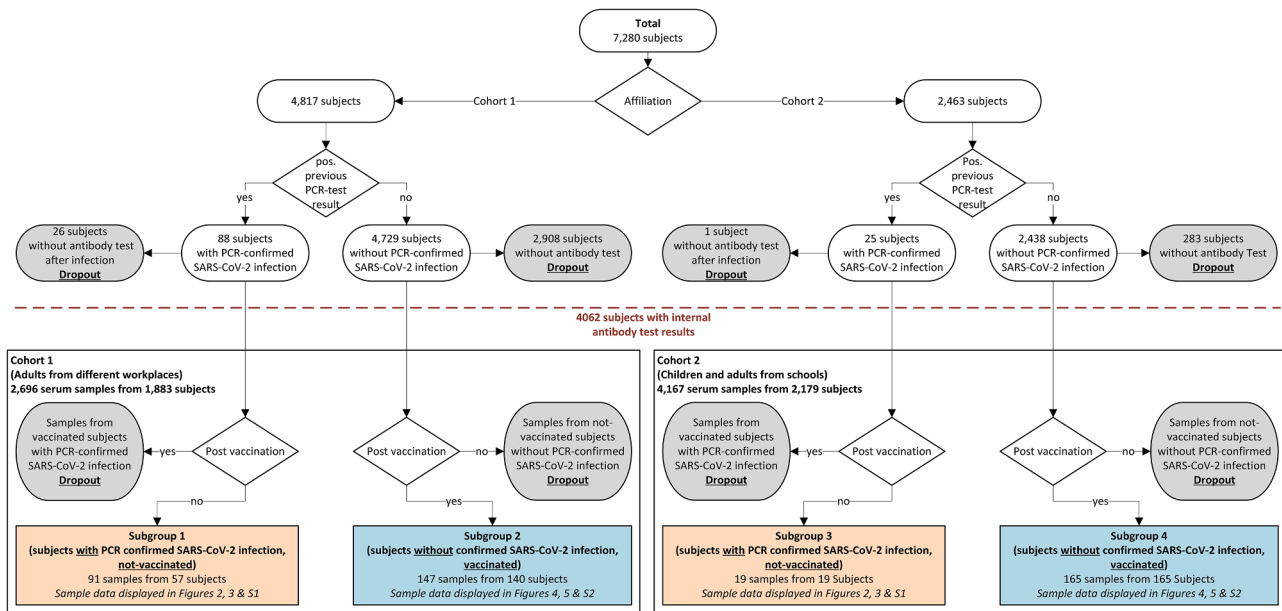 Total
7,280 subjects
4,817 subjects
Cohort 1
Affiliation
Cohort 2
2,463 subjects
pos.
previous
PCR-test
result
Pos.
previous
PCR-test
result
yes
no
yes
no
26 subjects
without antibody test
after infection
Dropout
88 subjects
with PCR-confirmed
SARS-CoV-2 infection
4,729 subjects
without PCR-confirmed
SARS-CoV-2 infection
2,908 subjects
without antibody test
Dropout
1 subject
without antibody test
after infection
Dropout
25 subjects
with PCR-confirmed
SARS-CoV-2 infection
2,438 subjects
without PCR-confirmed
SARS-CoV-2 infection
283 subjects
without antibody Test
Dropout
4062 subjects with internal
antibody test results
Cohort 1
(Adults from different workplaces)
2,696 serum samples from 1,883 subjects
Samples from
vaccinated subjects
with PCR-confirmed
SARS-CoV-2 infection
Dropout
yes
Post vaccination
no
Post vaccination
no
yes
Samples from not-
vaccinated subjects
without PCR-confirmed
SARS-CoV-2 infection
Dropout
Subgroup 1
(subjects with PCR confirmed SARS-CoV-2 infection,
not-vaccinated)
91 samples from 57 Subjects
Sample data displayed in Figures 2, 3 & S1
Subgroup 2
(subjects without confirmed SARS-CoV-2 infection,
vaccinated)
147 samples from 140 Subjects
Sample data displayed in Figures 4, 5 & S2
Cohort 2
(Children and adults from schools)
4,167 serum samples from 2,179 subjects
Samples from
vaccinated subjects
with PCR-confirmed
SARS-CoV-2 infection
Dropout
yes
Post vaccination
no
Post vaccination
no
yes
Samples from not-
vaccinated subjects
without PCR-confirmed
SARS-CoV-2 infection
Dropout
Subgroup 3
(subjects with PCR confirmed SARS-CoV-2 infection,
not-vaccinated)
19 samples from 19 Subjects
Sample data displayed in Figures 2, 3 & S1
Subgroup 4
(subjects without confirmed SARS-CoV-2 infection,
vaccinated)
165 samples from 165 Subjects
Sample data displayed in Figures 4, 5 & S2